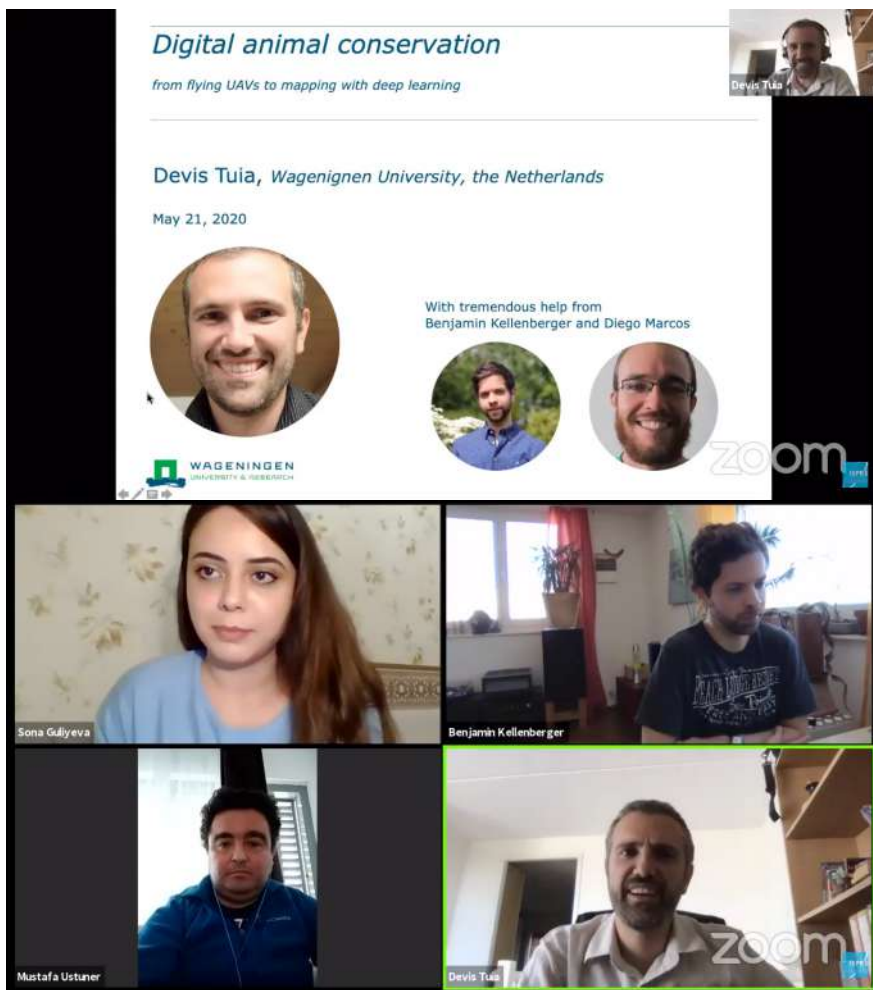 Digital animal conservation
from flying UAVs to mapping with deep learning
Devis Tuia
Devis Tuia, Wagenignen University, the Netherlands
May 21, 2020
With tremendous help from
Benjamin Kellenberger and Diego Marcos
WAGENINGEN
UNIVERSITY & RESEARCH
zoom
Sona Guliyeva
Benjamin Kellenberger
Mustafa Ustuner
Devis Tuia
zoom